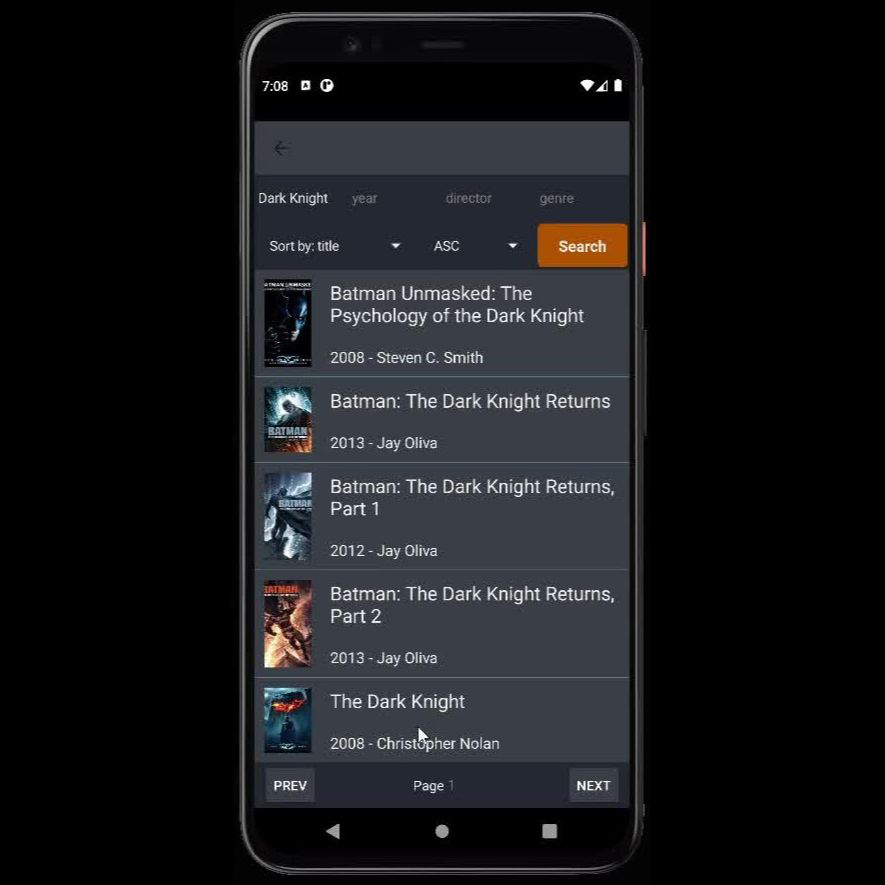 7:08
Dark Knight year director genre
Sort by: title ASC Search
Batman Unmasked: The
Psychology of the Dark Knight
2008 - Steven C. Smith
Batman: The Dark Knight Returns
2013 - Jay Oliva
BATMAN
Batman: The Dark Knight Returns,
Part 1
2012 - Jay Oliva
BATMAN
Batman: The Dark Knight Returns,
Part 2
2013 - Jay Oliva
BATMAN
The Dark Knight
2008 - Christopher Nolan
PREV Page 1 NEXT